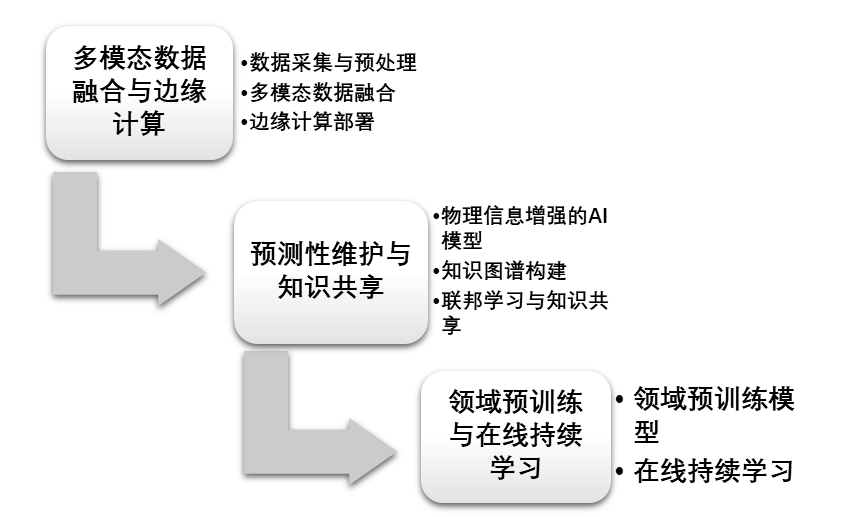 多模态数据
融合与边缘
计算
•数据采集与预处理
•多模态数据融合
•边缘计算部署
预测性维护与
知识共享
•物理信息增强的AI
模型
•知识图谱构建
•联邦学习与知识共
享
领域预训练
与在线持续
学习
• 领域预训练模
型
• 在线持续学习